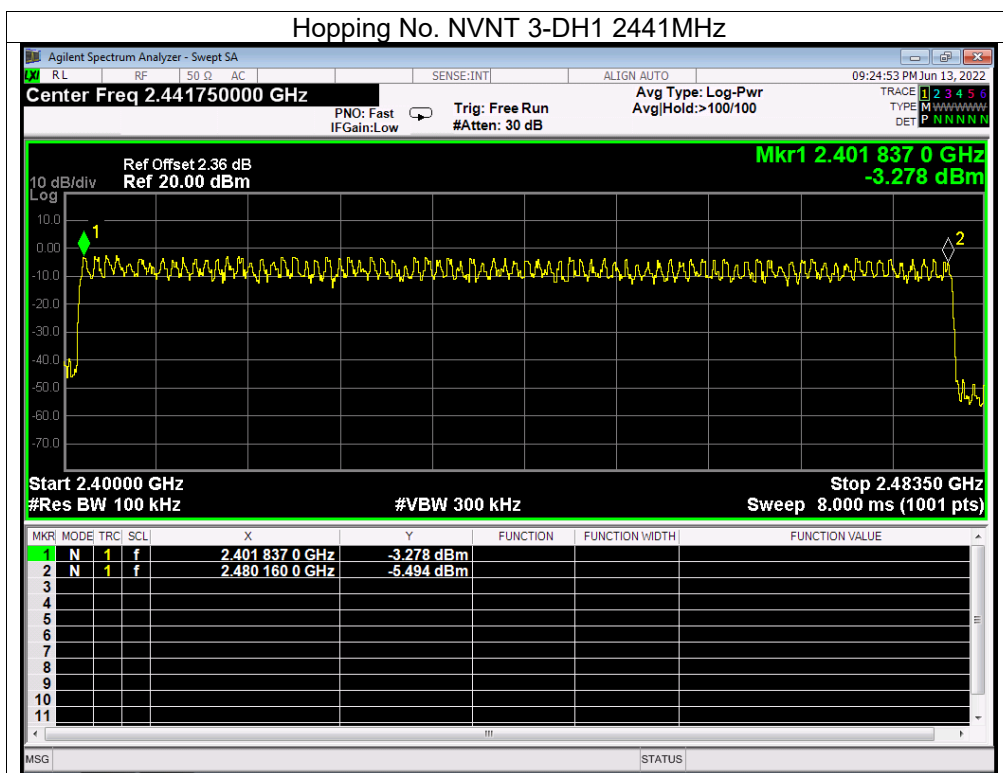 Hopping No. NVNT 3-DH1 2441MHz
Agilent Spectrum Analyzer - Swept SA
LXI RL RF 50 Ω AC SENSE:INT ALIGN AUTO 09:24:53 PM Jun 13, 2022
Center Freq 2.441750000 GHz
PNO: Fast
IFGain:Low
Trig: Free Run
#Atten: 30 dB
Avg Type: Log-Pwr
Avg|Hold:>100/100
TRACE 1 2 3 4 5 6
TYPE M WWWWW
DET P N N N N N
Mkr1 2.401 837 0 GHz
-3.278 dBm
Ref Offset 2.36 dB
10 dB/div Ref 20.00 dBm
Log
10.0
0.00
-10.0
-20.0
-30.0
-40.0
-50.0
-60.0
-70.0
1
2
Start 2.40000 GHz Stop 2.48350 GHz
#Res BW 100 kHz #VBW 300 kHz Sweep 8.000 ms (1001 pts)
MKR MODE TRC SCL X Y FUNCTION FUNCTION WIDTH FUNCTION VALUE
1 N 1 f 2.401 837 0 GHz -3.278 dBm
2 N 1 f 2.480 160 0 GHz -5.494 dBm
3
4
5
6
7
8
9
10
11
MSG STATUS